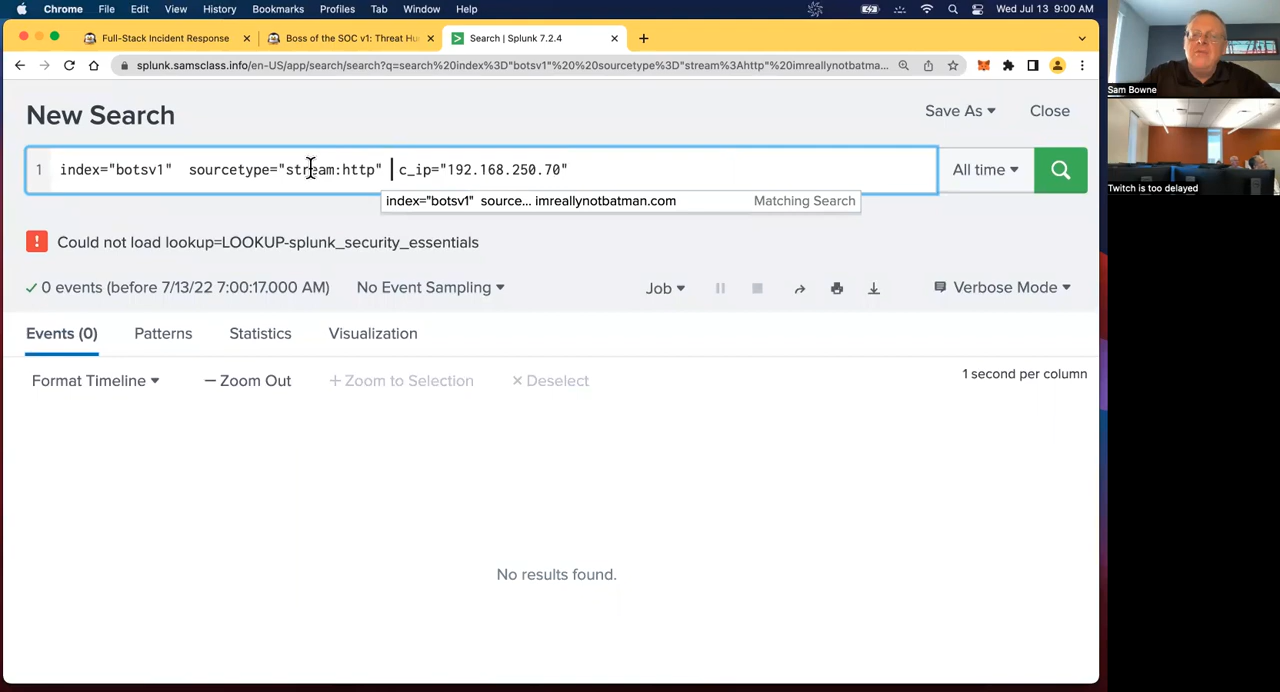 Chrome File Edit View History Bookmarks Profiles Tab Window Help Wed Jul 13 9:00 AM
Full-Stack Incident Response Boss of the SOC v1: Threat Hu Search | Splunk 7.2.4
splunk.samsclass.info/en-US/app/search/search?q=search%20index%3D"botsv1"%20%20sourcetype%3D"stream%3Ahttp"%20imreallynotbatma...
Sam Bowne
New Search
Save As Close
1 index="botsv1" sourcetype="stream:http" c_ip="192.168.250.70" All time
Twitch is too delayed
index="botsv1" source... imreallynotbatman.com Matching Search
! Could not load lookup=LOOKUP-splunk_security_essentials
✓ 0 events (before 7/13/22 7:00:17.000 AM) No Event Sampling Job Verbose Mode
Events (0) Patterns Statistics Visualization
Format Timeline — Zoom Out + Zoom to Selection × Deselect 1 second per column
No results found.